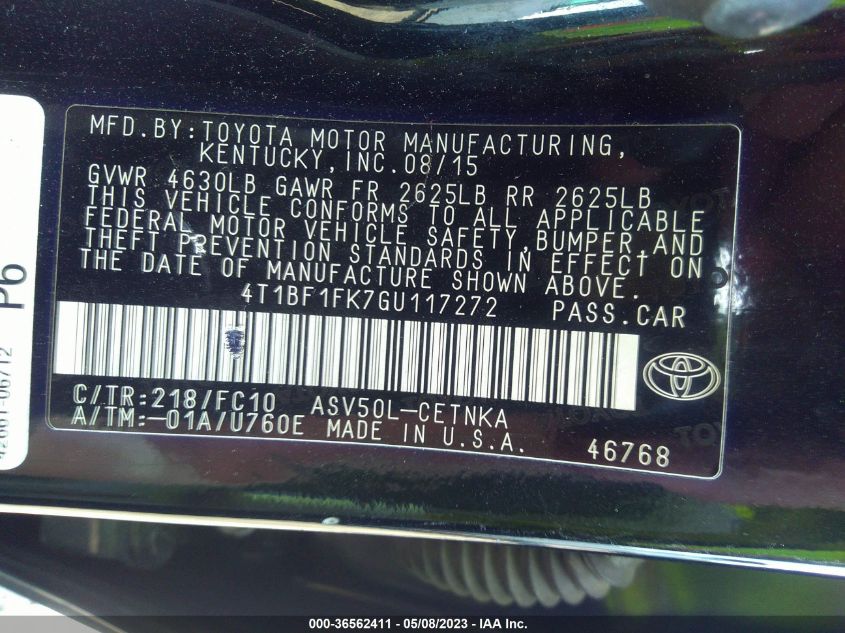 MFD.BY:TOYOTA MOTOR MANUFACTURING,
KENTUCKY,INC.08/15
GVWR 4630LB GAWR FR 2625LB RR 2625LB
THIS VEHICLE CONFORMS TO ALL APPLICABLE
FEDERAL MOTOR VEHICLE SAFETY,BUMPER,AND
THEFT PREVENTION STANDARDS IN EFFECT ON
THE DATE OF MANUFACTURE SHOWN ABOVE.
4T1BF1FK7GU117272 PASS.CAR
C/TR:218/FC10 ASV50L-CETNKA
A/TM:-01A/U760E MADE IN U.S.A.
46768
P6
000-36562411 - 05/08/2023 - IAA Inc.